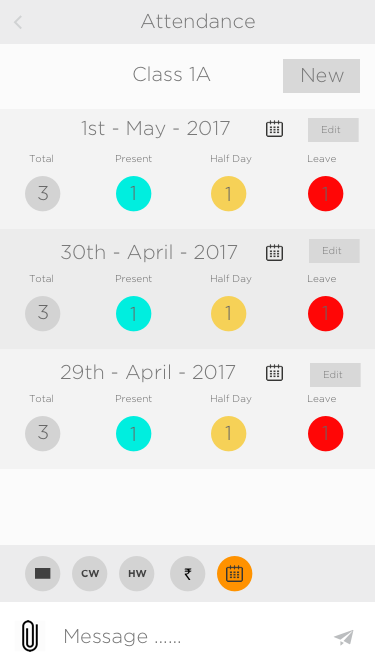 Attendance
Class 1A
New
1st - May - 2017
Edit
Total Present Half Day Leave
3 1 1 1
30th - April - 2017
Edit
Total Present Half Day Leave
3 1 1 1
29th - April - 2017
Edit
Total Present Half Day Leave
3 1 1 1
CW HW ₹
Message ......